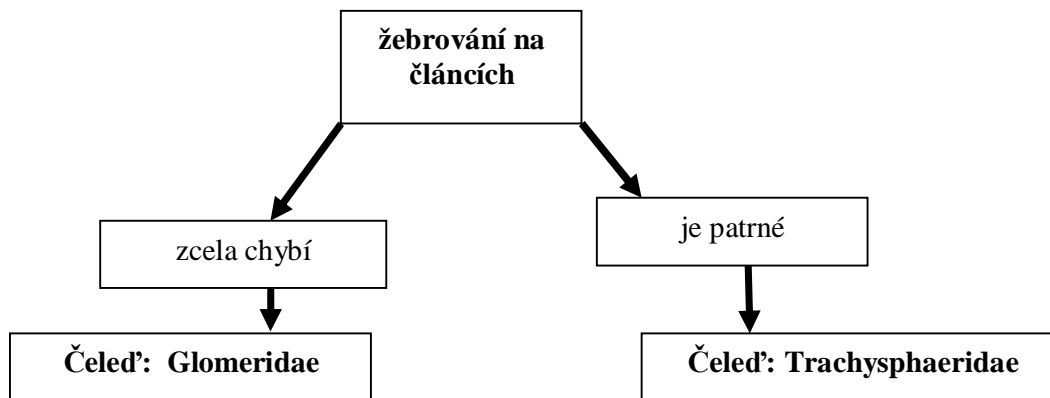 žebrování na
článcích
zcela chybí
je patrné
Čeleď: Glomeridae
Čeleď: Trachysphaeridae